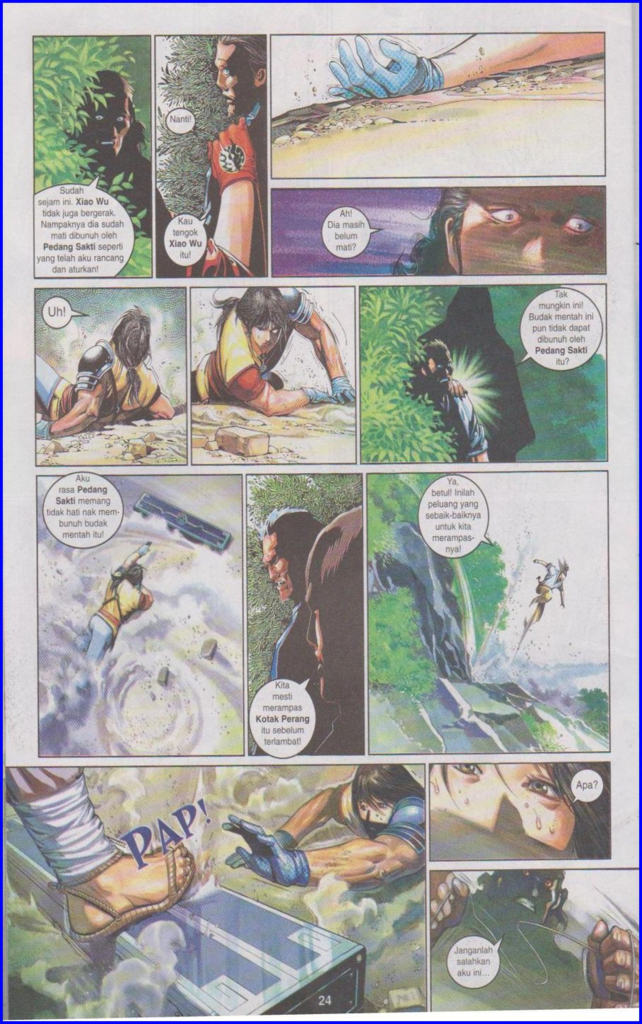 Sudah
sejam ini. Xiao Wu
tidak juga bergerak.
Nampaknya dia sudah
mati dibunuh oleh
Pedang Sakti seperti
yang telah aku rancang
dan aturkan!
Nanti!
Kau
tengok
Xiao Wu
itu!
Ah!
Dia masih
belum
mati?
Uh!
Tak
mungkin ini!
Budak mentah ini
pun tidak dapat
dibunuh oleh
Pedang Sakti
itu?
Aku
rasa Pedang
Sakti memang
tidak hati nak mem-
bunuh budak
mentah itu!
Kita
mesti
merampas
Kotak Perang
itu sebelum
terlambat!
Ya,
betul! Inilah
peluang yang
sebaik-baiknya
untuk kita
merampas-
nya!
PAP!
Apa?
Janganlah
salahkan
aku ini...
24